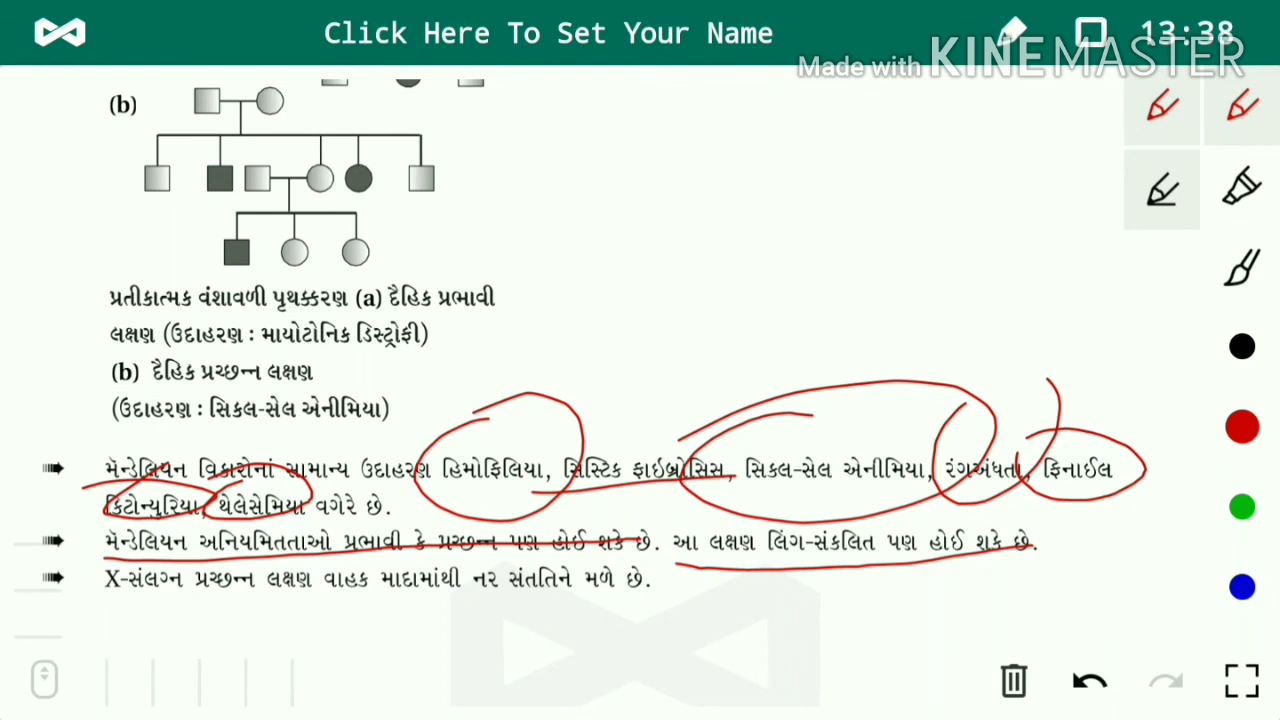 Click Here To Set Your Name
13:38
Made with KINEMASTER
(b)
પ્રતીકાત્મક વંશાવળી પૃથક્કરણ (a) દૈહિક પ્રભાવી
લક્ષણ (ઉદાહરણ : માયોટોનિક ડિસ્ટ્રોફી)
(b) દૈહિક પ્રચ્છન્ન લક્ષણ
(ઉદાહરણ : સિકલ-સેલ એનીમિયા)
મૅન્ડેલિયન વિકારોનાં સામાન્ય ઉદાહરણ હિમોફિલિયા, સિસ્ટિક ફાઇબ્રોસિસ, સિકલ-સેલ એનીમિયા, રંગઅંધતા, ફિનાઈલ
કિટોન્યુરિયા, થેલેસેમિયા વગેરે છે.
મૅન્ડેલિયન અનિયમિતતાઓ પ્રભાવી કે પ્રચ્છન્ન પણ હોઈ શકે છે. આ લક્ષણ લિંગ-સંકલિત પણ હોઈ શકે છે.
X-સંલગ્ન પ્રચ્છન્ન લક્ષણ વાહક માદામાંથી નર સંતતિને મળે છે.